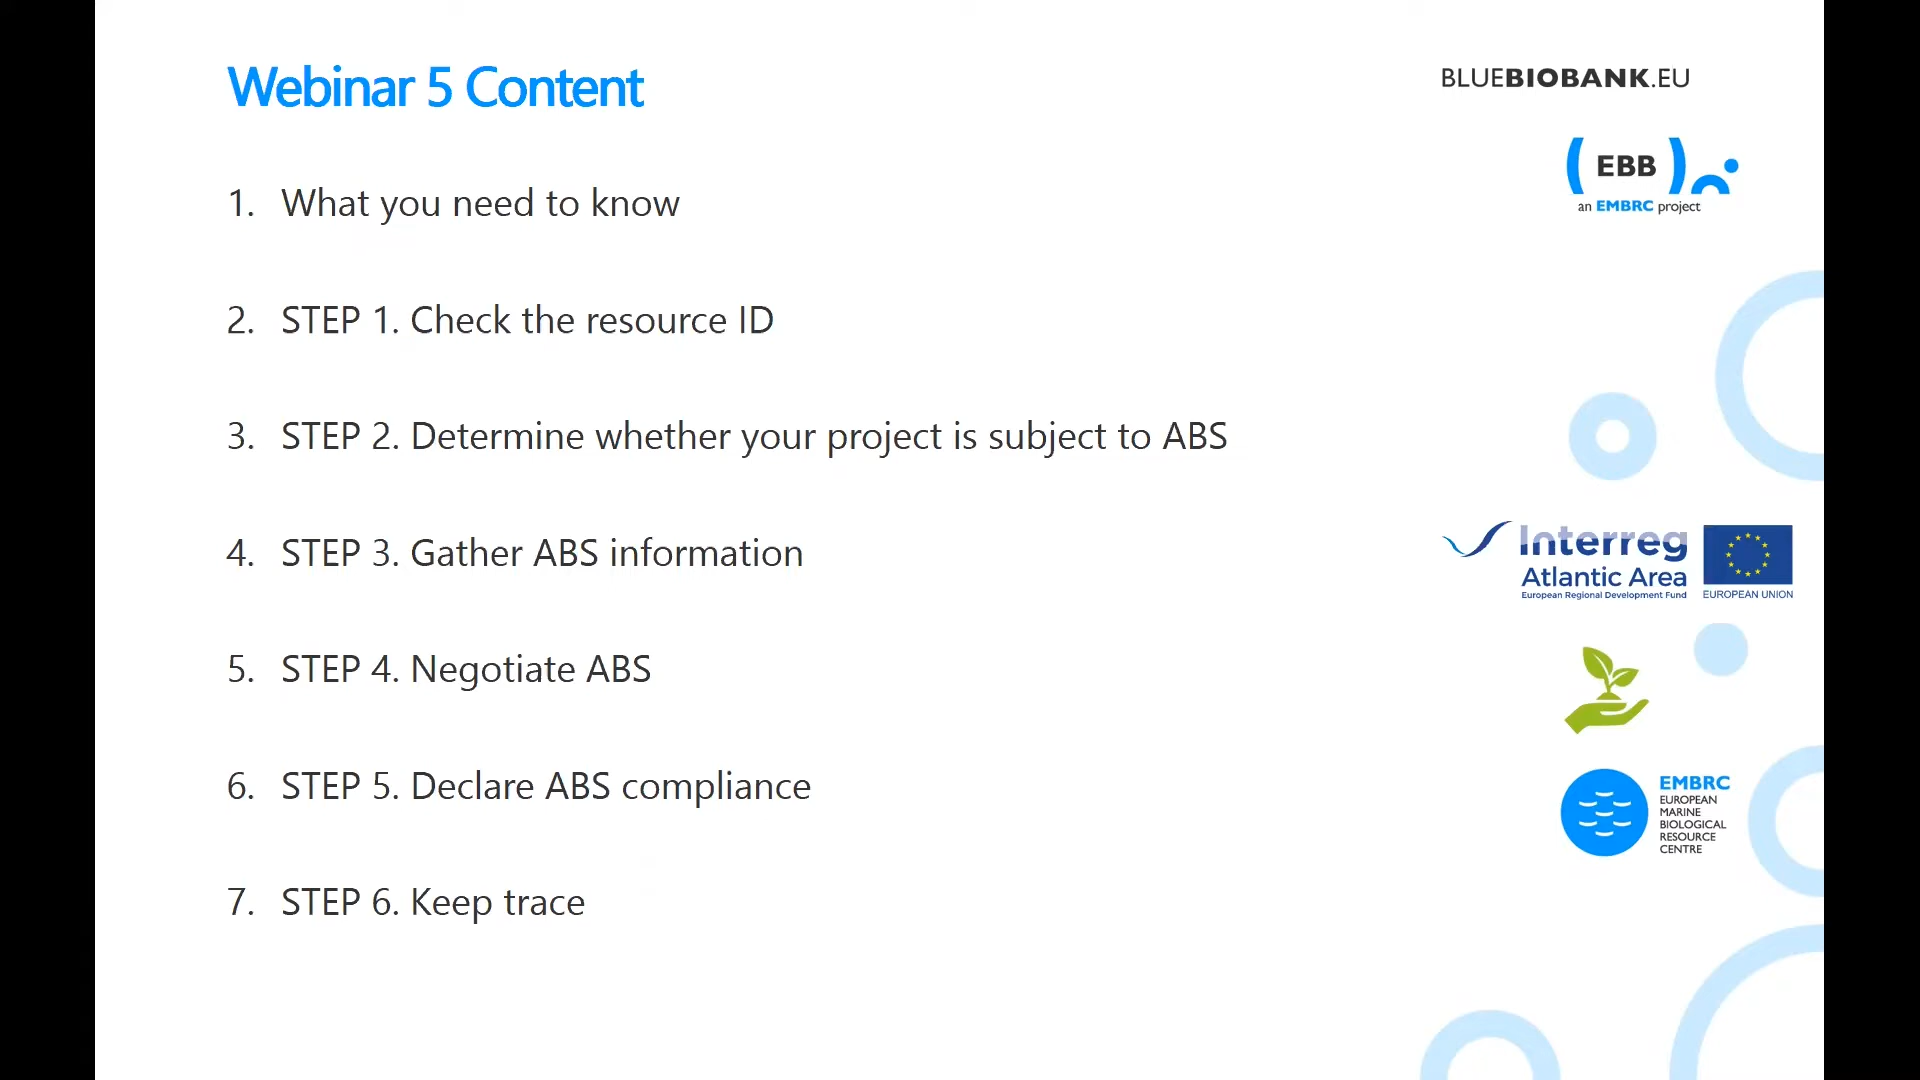 Webinar 5 Content
1. What you need to know
2. STEP 1. Check the resource ID
3. STEP 2. Determine whether your project is subject to ABS
4. STEP 3. Gather ABS information
5. STEP 4. Negotiate ABS
6. STEP 5. Declare ABS compliance
7. STEP 6. Keep trace
BLUEBIOBANK.EU
EBB
an EMBRC project
Interreg
Atlantic Area
European Regional Development Fund
EUROPEAN UNION
EMBRC
EUROPEAN
MARINE
BIOLOGICAL
RESOURCE
CENTRE